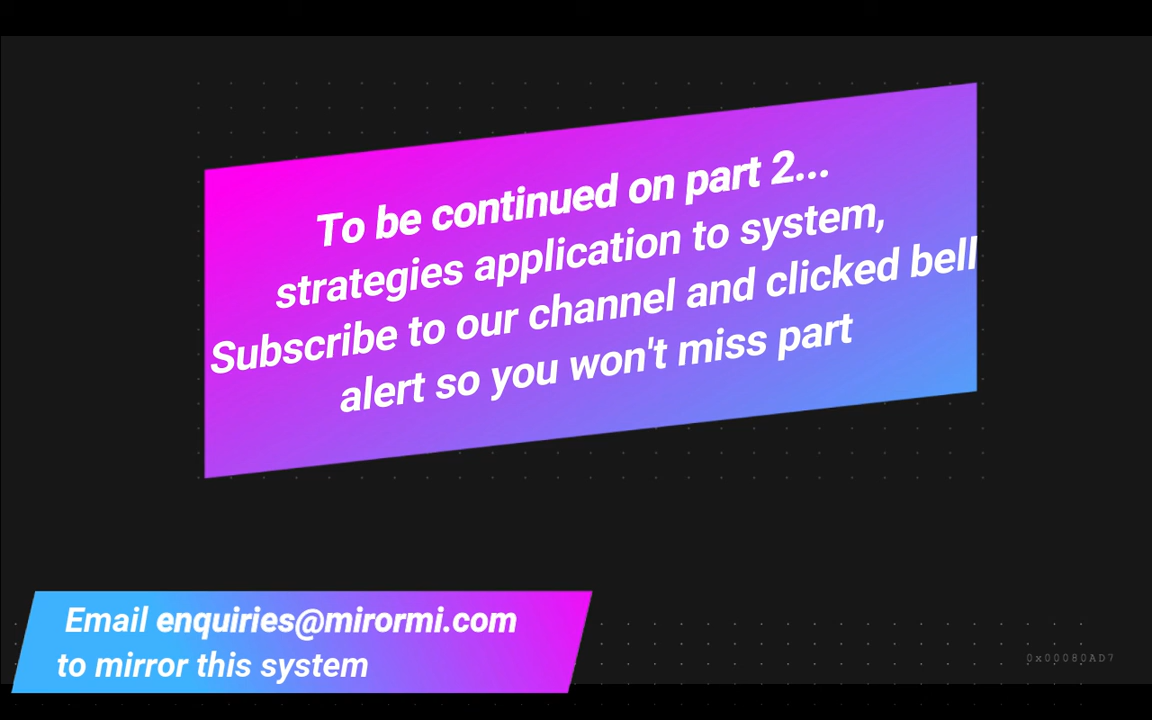 To be continued on part 2...
strategies application to system,
Subscribe to our channel and clicked bell
alert so you won't miss part
Email enquiries@mirormi.com
to mirror this system
0x00080AD7